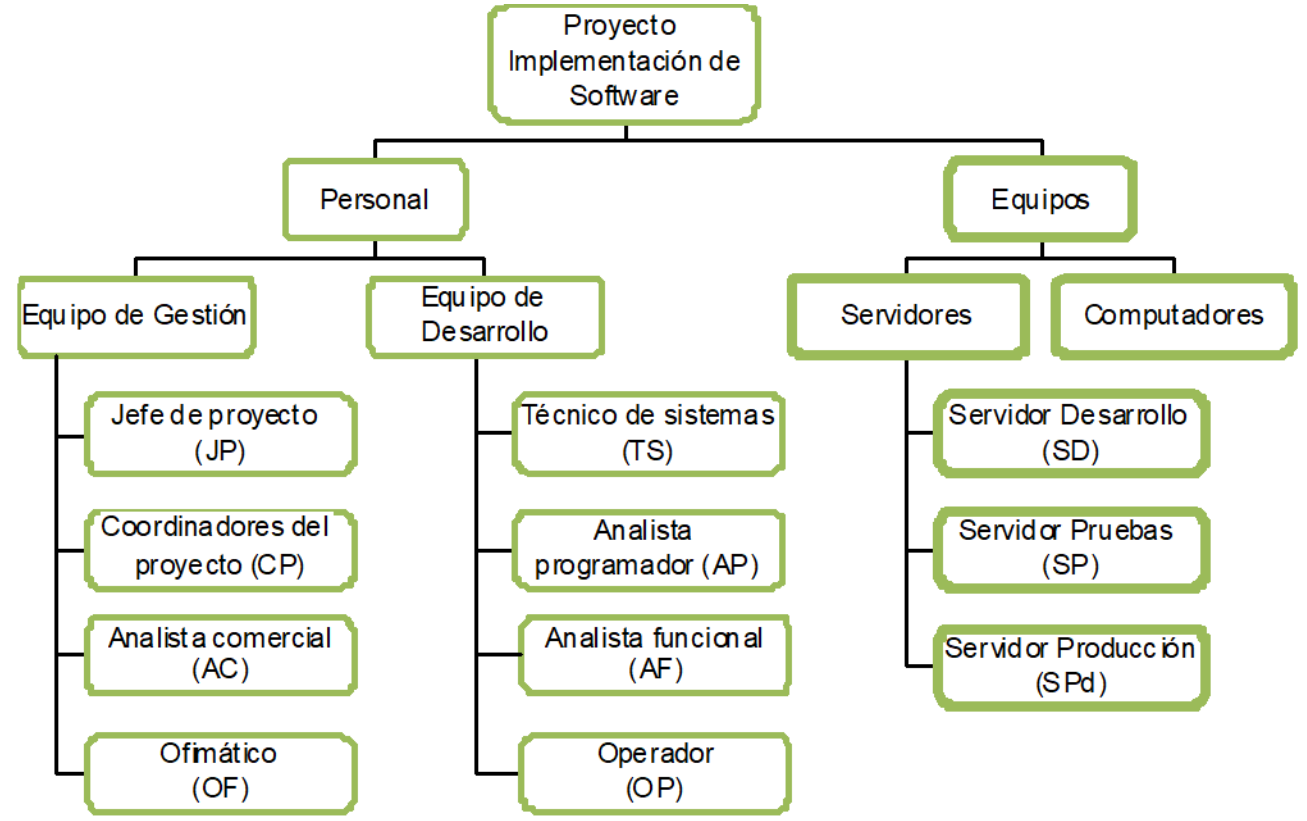 Proyecto
Implementación de
Software
Personal
Equipos
Equipo de Gestión
Equipo de
Desarrollo
Servidores
Computadores
Jefe de proyecto
(JP)
Coordinadores del
proyecto (CP)
Analista comercial
(AC)
Ofimático
(OF)
Técnico de sistemas
(TS)
Analista
programador (AP)
Analista funcional
(AF)
Operador
(OP)
Servidor Desarrollo
(SD)
Servidor Pruebas
(SP)
Servidor Producción
(SPd)